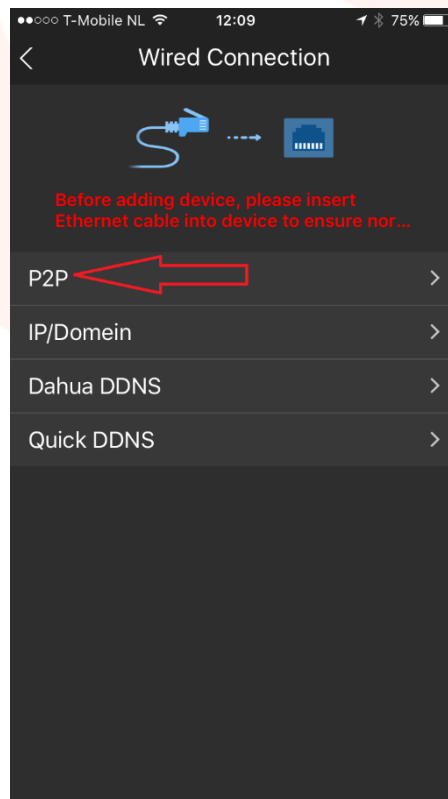 T-Mobile NL 12:09 75%
Wired Connection
Before adding device, please insert
Ethernet cable into device to ensure nor...
P2P
IP/Domein
Dahua DDNS
Quick DDNS